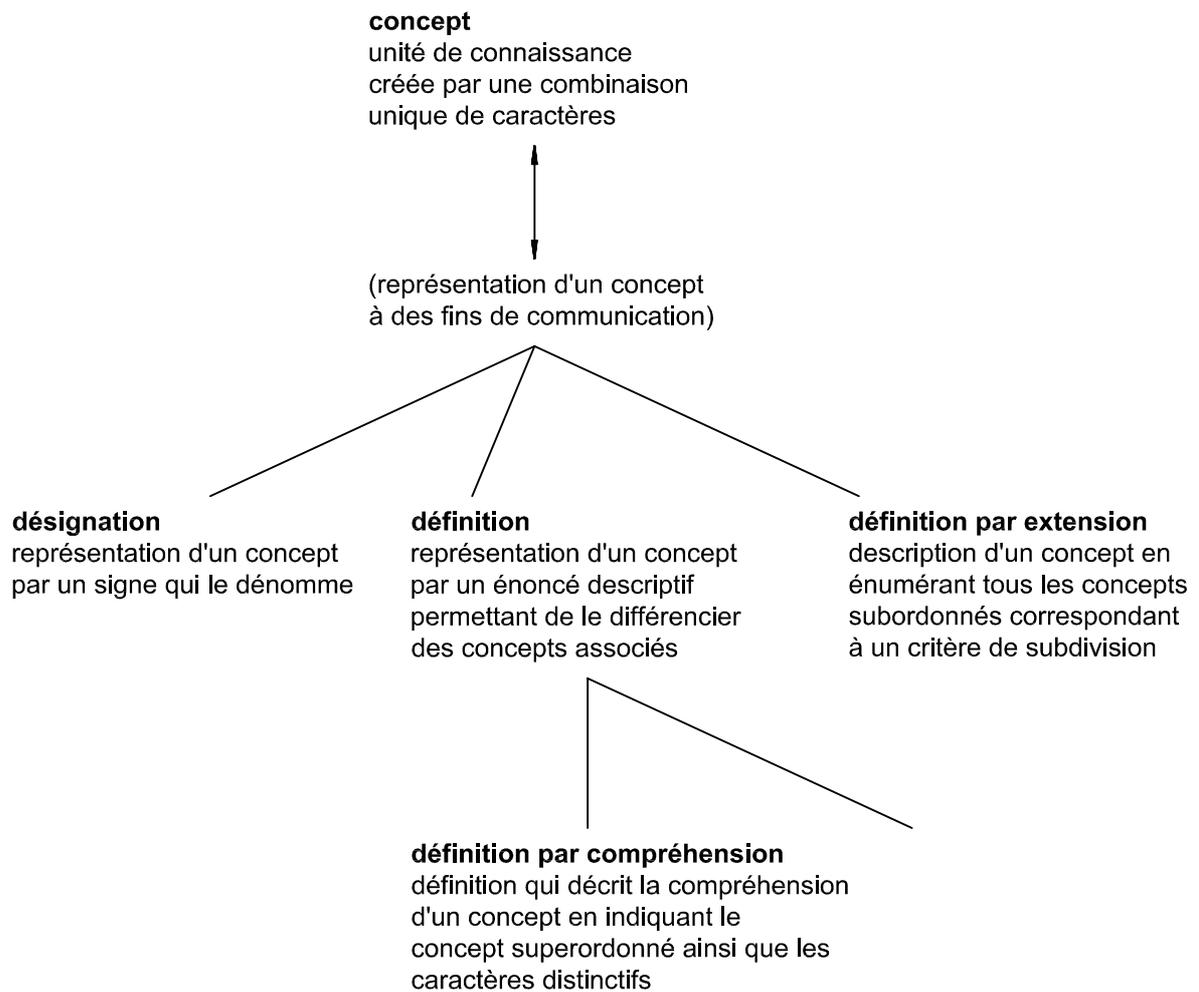 concept
unité de connaissance
créée par une combinaison
unique de caractères
(représentation d'un concept
à des fins de communication)
désignation
représentation d'un concept
par un signe qui le dénomme
définition
représentation d'un concept
par un énoncé descriptif
permettant de le différencier
des concepts associés
définition par extension
description d'un concept en
énumérant tous les concepts
subordonnés correspondant
à un critère de subdivision
définition par compréhension
définition qui décrit la compréhension
d'un concept en indiquant le
concept superordonné ainsi que les
caractères distinctifs